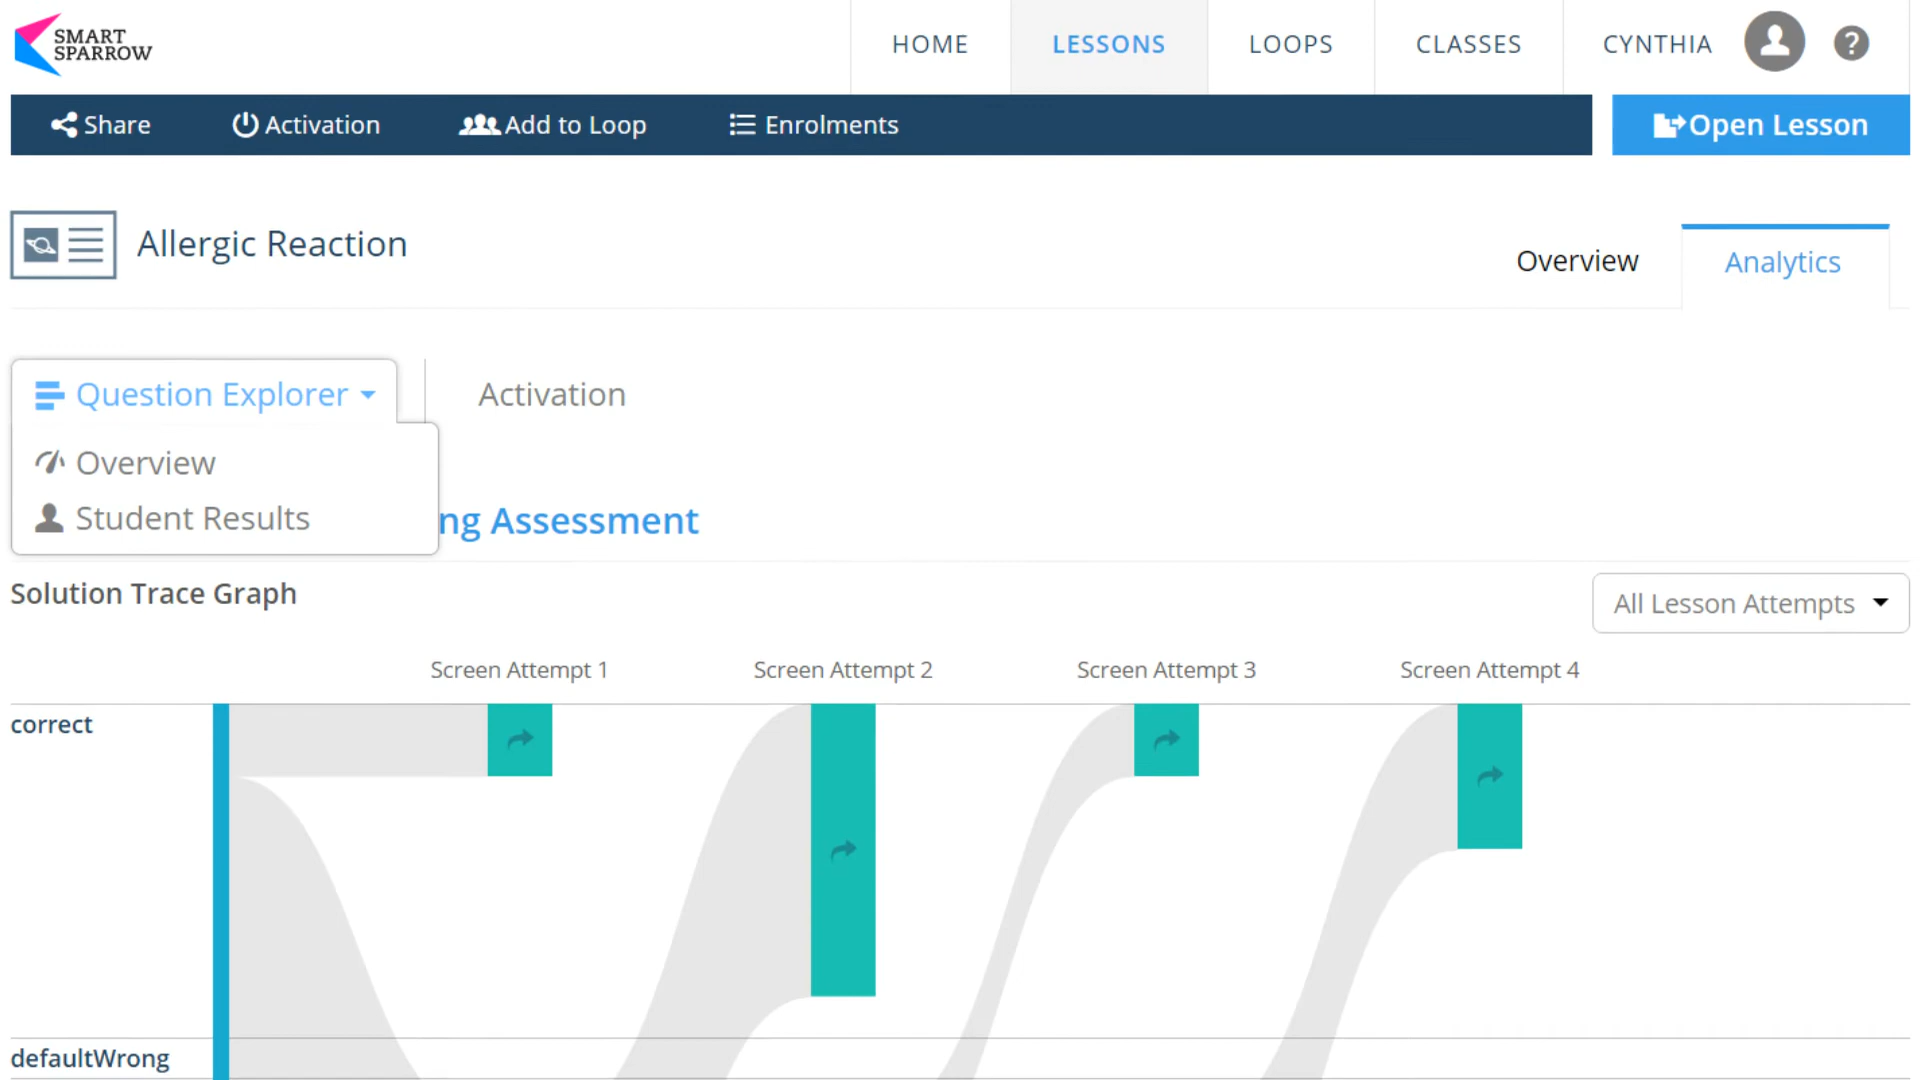 SMART
SPARROW
HOME
LESSONS
LOOPS
CLASSES
CYNTHIA
?
Share
Activation
Add to Loop
Enrolments
Open Lesson
Allergic Reaction
Overview
Analytics
Question Explorer
Activation
Overview
Student Results
ng Assessment
Solution Trace Graph
All Lesson Attempts
Screen Attempt 1
Screen Attempt 2
Screen Attempt 3
Screen Attempt 4
correct
defaultWrong